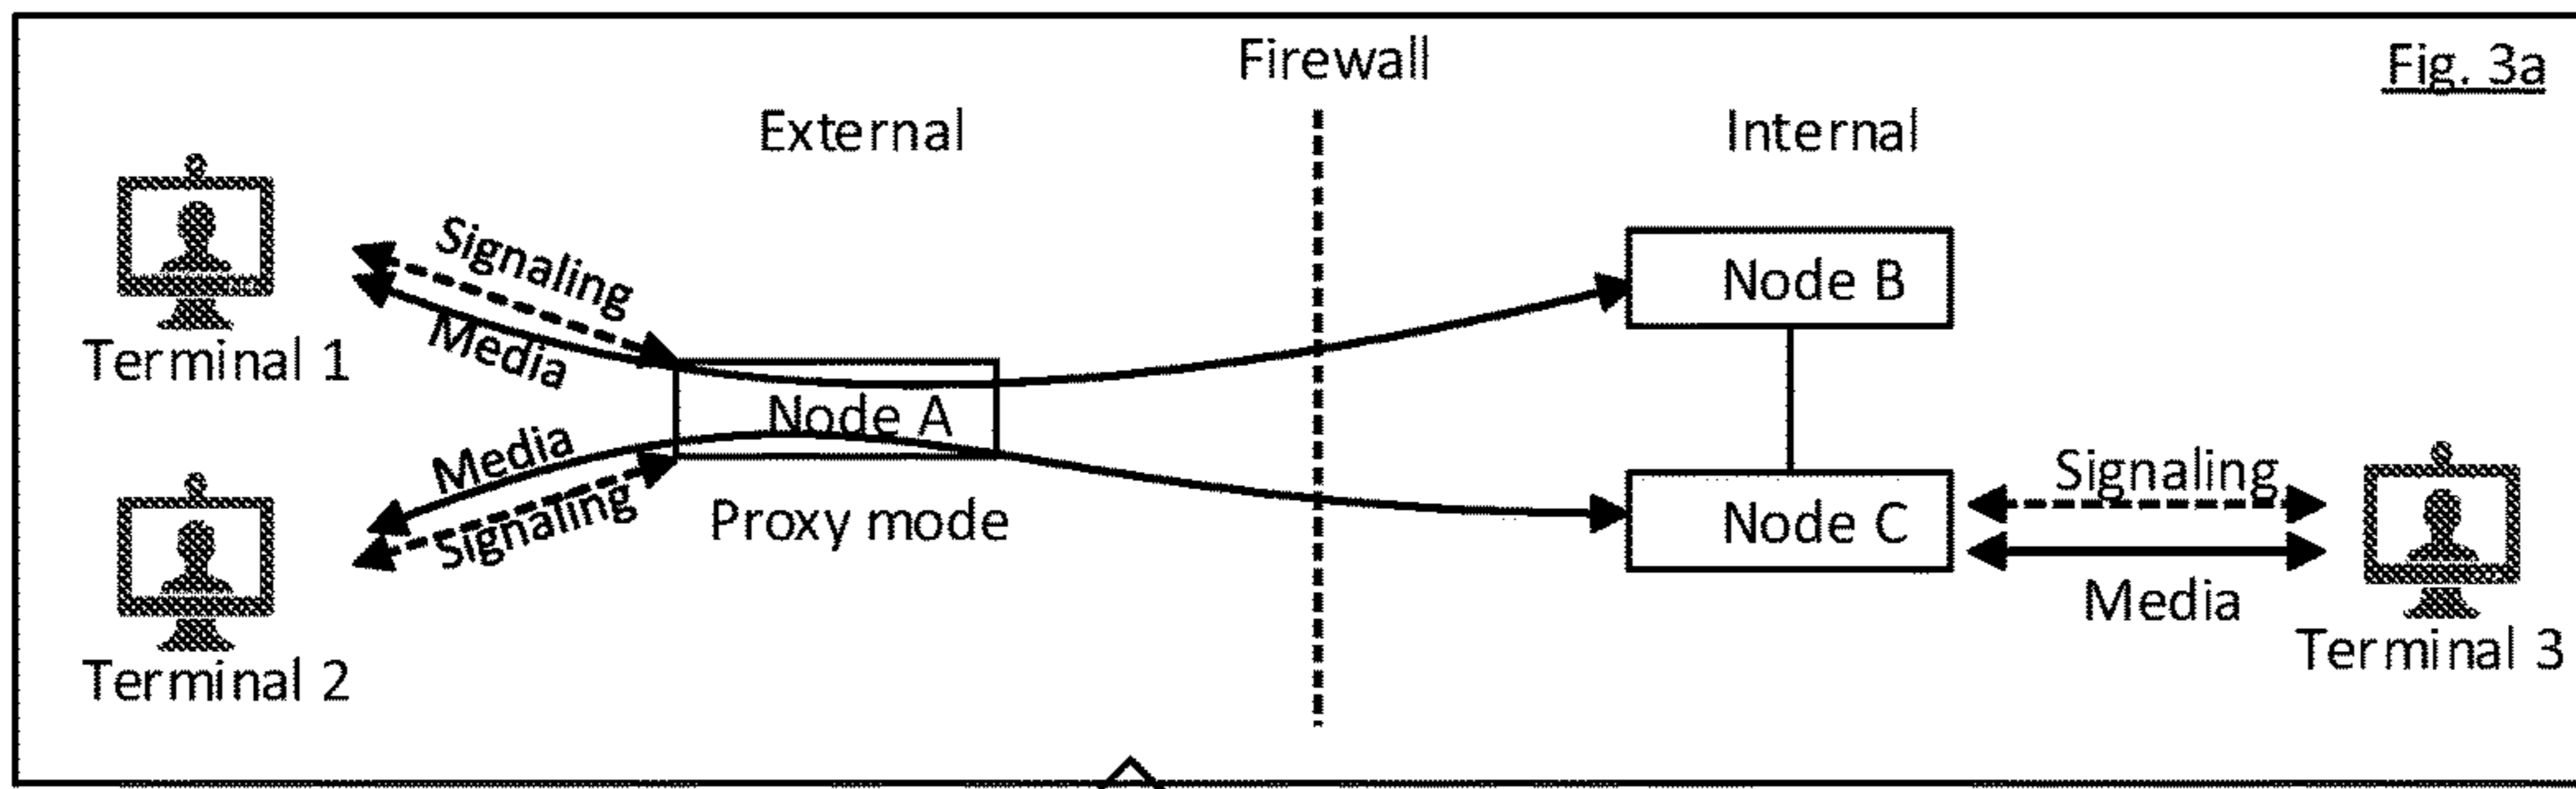 Firewall
Fig. 3a
External
Internal
Signaling
Media
Terminal 1
Node A
Node B
Media
Signaling
Proxy mode
Terminal 2
Node C
Signaling
Media
Terminal 3